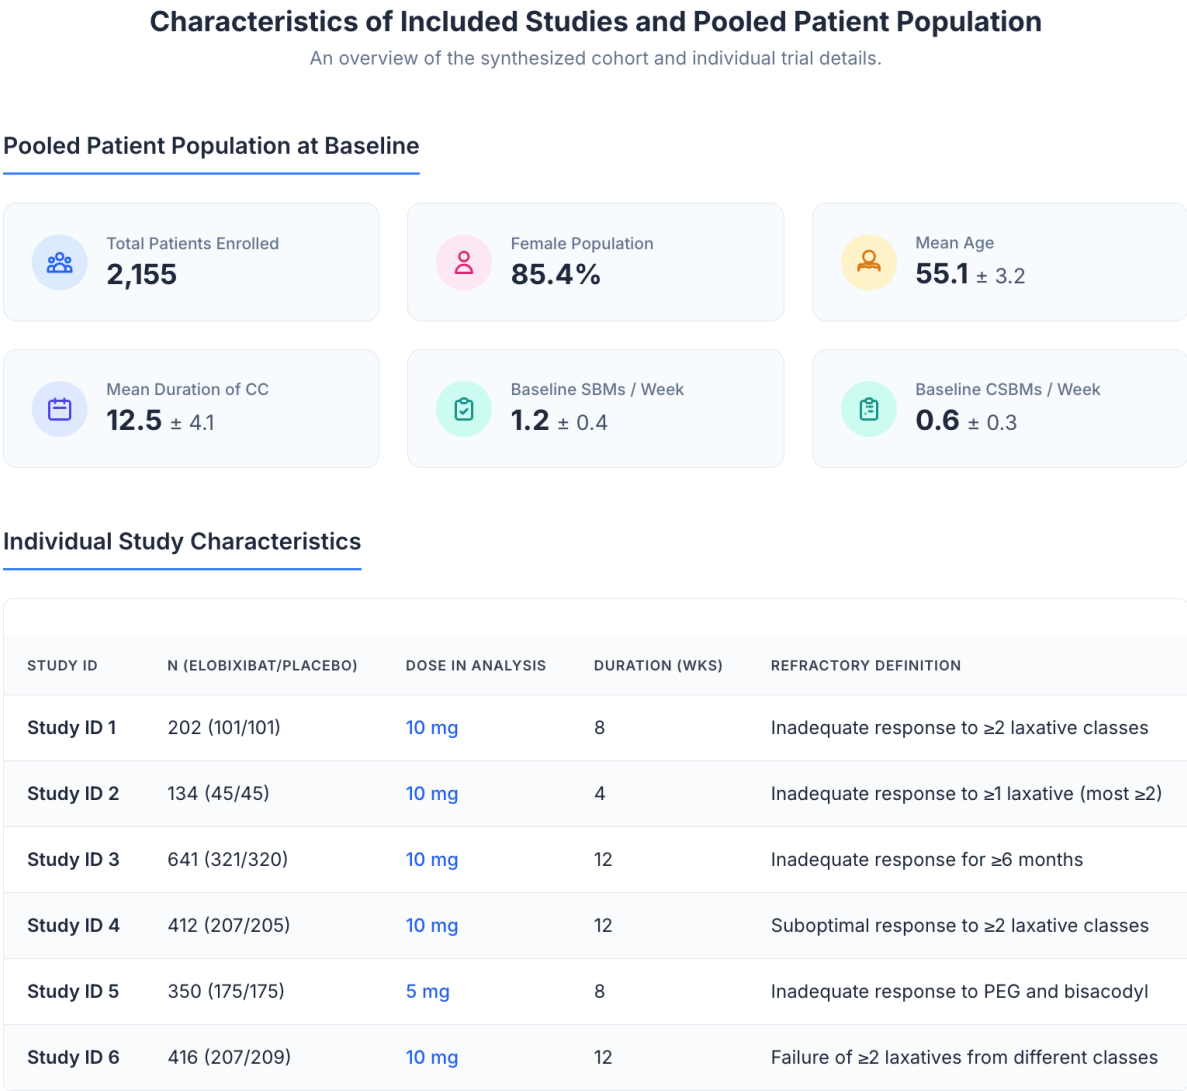 Characteristics of Included Studies and Pooled Patient Population
An overview of the synthesized cohort and individual trial details.
Pooled Patient Population at Baseline
Total Patients Enrolled
2,155
Female Population
85.4%
Mean Age
55.1 ± 3.2
Mean Duration of CC
12.5 ± 4.1
Baseline SBMs / Week
1.2 ± 0.4
Baseline CSBMs / Week
0.6 ± 0.3
Individual Study Characteristics
STUDY ID N (ELOBIXIBAT/PLACEBO) DOSE IN ANALYSIS DURATION (WKS) REFRACTORY DEFINITION
Study ID 1 202 (101/101) 10 mg 8 Inadequate response to ≥2 laxative classes
Study ID 2 134 (45/45) 10 mg 4 Inadequate response to ≥1 laxative (most ≥2)
Study ID 3 641 (321/320) 10 mg 12 Inadequate response for ≥6 months
Study ID 4 412 (207/205) 10 mg 12 Suboptimal response to ≥2 laxative classes
Study ID 5 350 (175/175) 5 mg 8 Inadequate response to PEG and bisacodyl
Study ID 6 416 (207/209) 10 mg 12 Failure of ≥2 laxatives from different classes